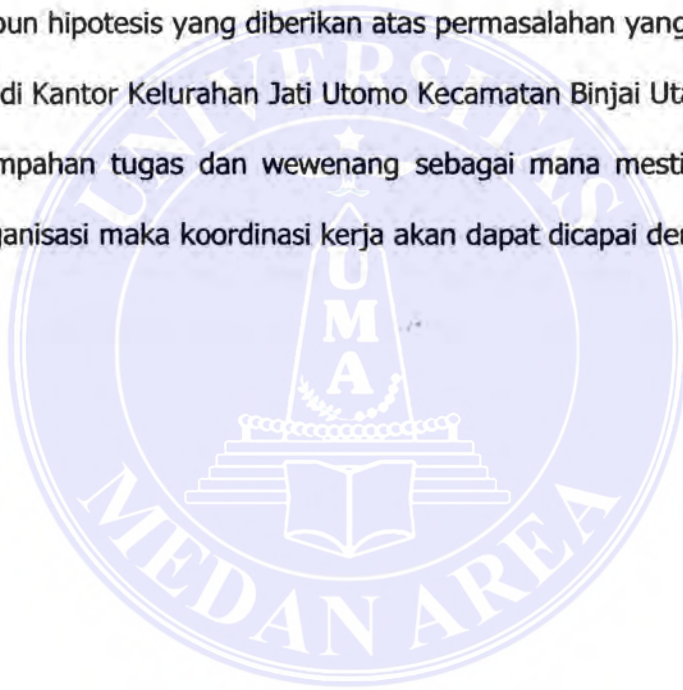 pun hipotesis yang diberikan atas permasalahan yang
di Kantor Kelurahan Jati Utomo Kecamatan Binjai Uta
mpahan tugas dan wewenang sebagai mana mesti
ganisasi maka koordinasi kerja akan dapat dicapai
UNIVERSITAS
UMA
MEDAN AREA